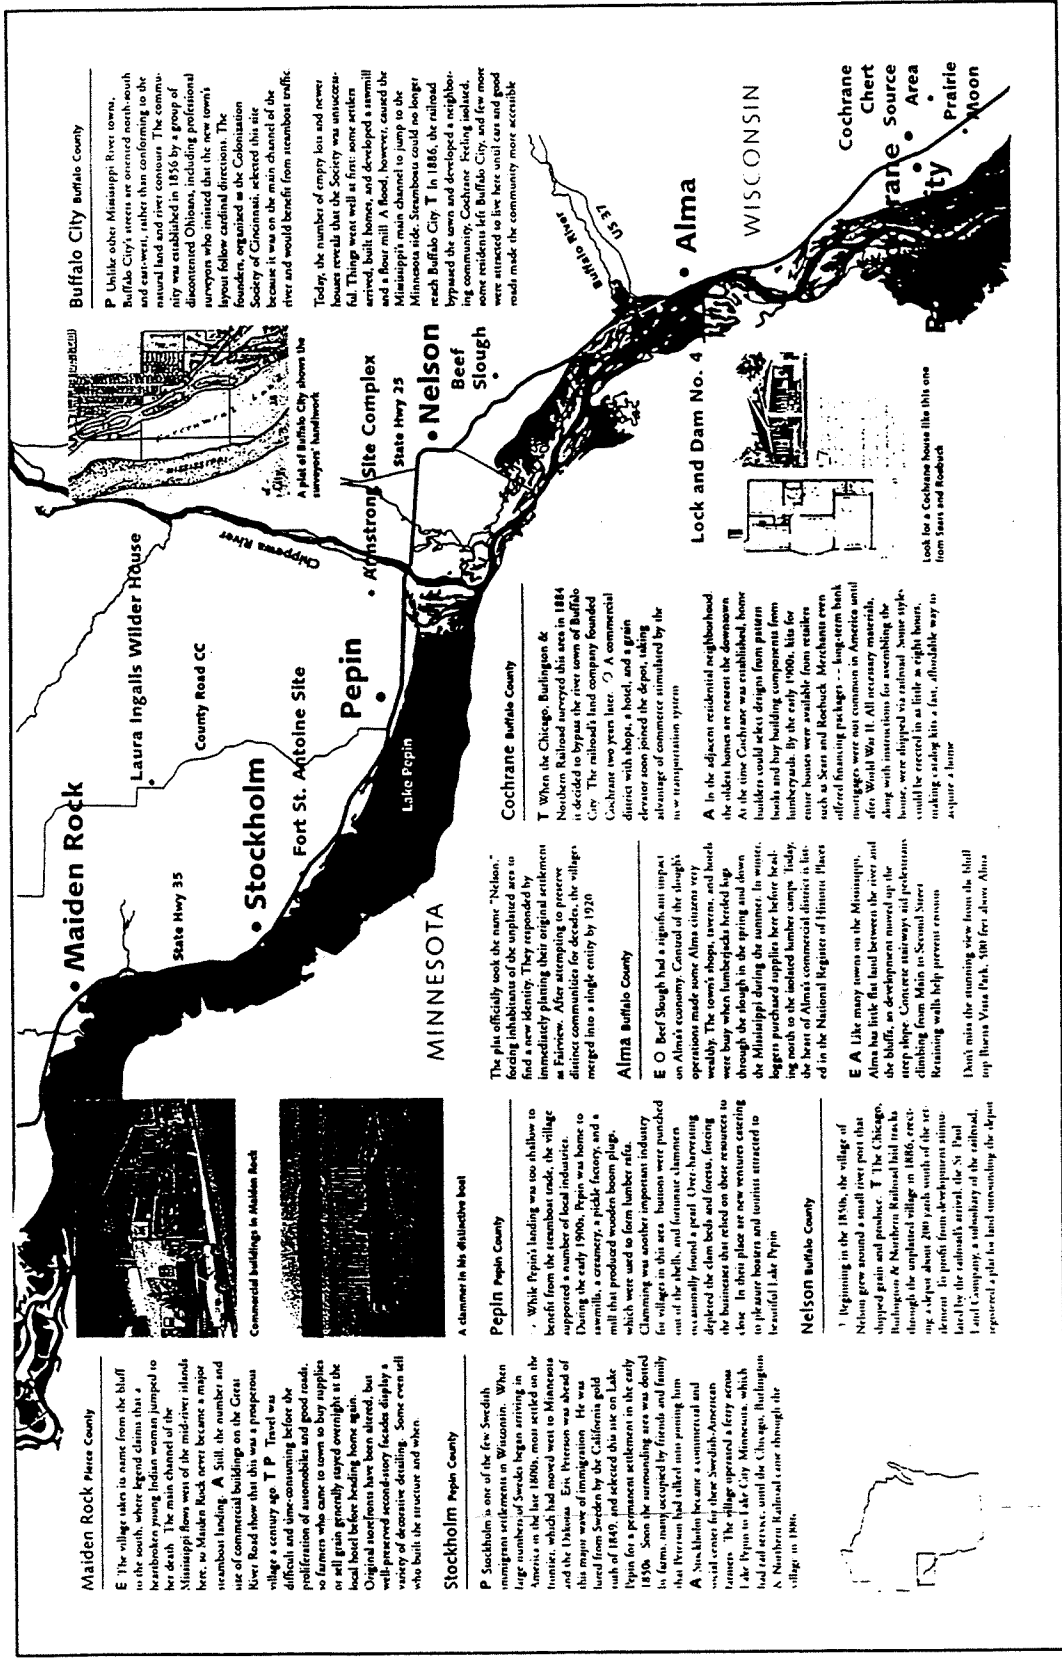 Maiden Rock Pierce County
E The village takes its name from the bluff
to the south, where legend claims that a
heartbroken young Indian woman jumped to
her death. The main channel of the
Mississippi flows west of the mid-river islands
here, so Maiden Rock never became a major
steamboat landing. A Still, the number and
size of commercial buildings on the Great
River Road show that this was a prosperous
village a century ago. T P Travel was
difficult and time-consuming before the
proliferation of automobiles and good roads,
so farmers who came to town to buy supplies
or sell grain generally stayed overnight at the
local hotel before heading home again.
Original storefronts have been altered, but
well-preserved second-story facades display a
variety of decorative detailing. Some even tell
who built the structure and when.
Stockholm Pepin County
P Stockholm is one of the few Swedish
immigrant settlements in Wisconsin. When
large numbers of Swedes began arriving in
America in the late 1800s, most settled on the
frontier, which had moved west to Minnesota
and the Dakotas. Eric Peterson was ahead of
this major wave of immigration. He was
lured from Sweden by the California gold
rush of 1849, and selected this site on Lake
Pepin for a permanent settlement in the early
1850s. Soon the surrounding area was dotted
by farms, many occupied by friends and family
that Peterson had talked into joining him
A Stockholm became a commercial and
social center for these Swedish-American
farmers. The village operated a ferry across
Lake Pepin to Lake City, Minnesota, which
had rail service, until the Chicago, Burlington
& Northern Railroad came through the
village in 1886.
Commercial buildings in Maiden Rock
A clammer in his distinctive boat
Pepin Pepin County
While Pepin's landing was too shallow to
benefit from the steamboat trade, the village
supported a number of local industries.
During the early 1900s, Pepin was home to
sawmills, a creamery, a pickle factory, and a
mill that produced wooden boom plugs,
which were used to form lumber rafts.
Clamming was another important industry
for villages in this area: buttons were punched
out of the shells, and fortunate clammers
occasionally found a pearl. Over-harvesting
depleted the clam beds and forests, forcing
the businesses that relied on these resources to
close. In their place are new ventures catering
to pleasure boaters and tourists attracted to
beautiful Lake Pepin
Nelson Buffalo County
Beginning in the 1850s, the village of
Nelson grew around a small river port that
shipped grain and produce. T The Chicago,
Burlington & Northern Railroad laid tracks
through the unplatted village in 1886, erect-
ing a depot about 200 yards south of the set-
tlement. To profit from development stimu-
lated by the railroad's arrival, the St. Paul
Land Company, a subsidiary of the railroad,
registered a plat for land surrounding the depot
The plat officially took the name "Nelson,"
forcing inhabitants of the unplatted area to
find a new identity. They responded by
immediately platting their original settlement
as Fairview. After attempting to preserve
distinct communities for decades, the villages
merged into a single entity by 1920
Alma Buffalo County
E O Beef Slough had a significant impact
on Alma's economy. Control of the slough's
operations made some Alma citizens very
wealthy. The town's shops, taverns, and hotels
were busy when lumberjacks herded logs
through the slough in the spring and down
the Mississippi during the summer. In winter,
loggers purchased supplies here before head-
ing north to the isolated lumber camps. Today,
the heart of Alma's commercial district is list-
ed in the National Register of Historic Places
E A Like many towns on the Mississippi,
Alma has little flat land between the river and
the bluffs, so development moved up the
steep slope. Concrete stairways aid pedestrians
climbing from Main to Second Street
Retaining walls help prevent erosion
Don't miss the stunning view from the bluff
top Buena Vista Park, 500 feet above Alma
Cochrane Buffalo County
T When the Chicago, Burlington &
Northern Railroad surveyed this area in 1884
it decided to bypass the river town of Buffalo
City. The railroad's land company founded
Cochrane two years later. O A commercial
district with shops, a hotel, and a grain
elevator soon joined the depot, taking
advantage of commerce stimulated by the
new transportation system
A In the adjacent residential neighborhood,
the oldest homes are nearest the downtown
At the time Cochrane was established, home
builders could select designs from pattern
books and buy building components from
lumberyards. By the early 1900s, kits for
entire houses were available from retailers
such as Sears and Roebuck. Merchants even
offered financing packages -- long-term bank
mortgages were not common in America until
after World War II. All necessary materials,
along with instructions for assembling the
house, were shipped via railroad. Some styles
could be erected in as little as eight hours,
making catalog kits a fast, affordable way to
acquire a home
Look for a Cochrane house like this one
from Sears and Roebuck
Buffalo City Buffalo County
P Unlike other Mississippi River towns,
Buffalo City's streets are oriented north-south
and east-west, rather than conforming to the
natural land and river contours. The commu-
nity was established in 1856 by a group of
discontented Ohioans, including professional
surveyors who insisted that the new town's
layout follow cardinal directions. The
founders, organized as the Colonization
Society of Cincinnati, selected this site
because it was on the main channel of the
river and would benefit from steamboat traffic.
Today, the number of empty lots and newer
houses reveals that the Society was unsuccess-
ful. Things went well at first: some settlers
arrived, built homes, and developed a sawmill
and a flour mill. A flood, however, caused the
Mississippi's main channel to jump to the
Minnesota side. Steamboats could no longer
reach Buffalo City. T In 1886, the railroad
bypassed the town and developed a neighbor-
ing community, Cochrane. Feeling isolated,
some residents left Buffalo City, and few more
were attracted to live here until cars and good
roads made the community more accessible
A plat of Buffalo City shows the
surveyors' handiwork
Maiden Rock
State Hwy 35
Laura Ingalls Wilder House
County Road CC
Stockholm
Fort St. Antoine Site
Pepin
Lake Pepin
MINNESOTA
Chippewa River
Armstrong Site Complex
State Hwy 25
Nelson
Beef
Slough
Buffalo River
US 37
Alma
Lock and Dam No. 4
WISCONSIN
Cochrane
Chert
Source
Area
Prairie
Moon